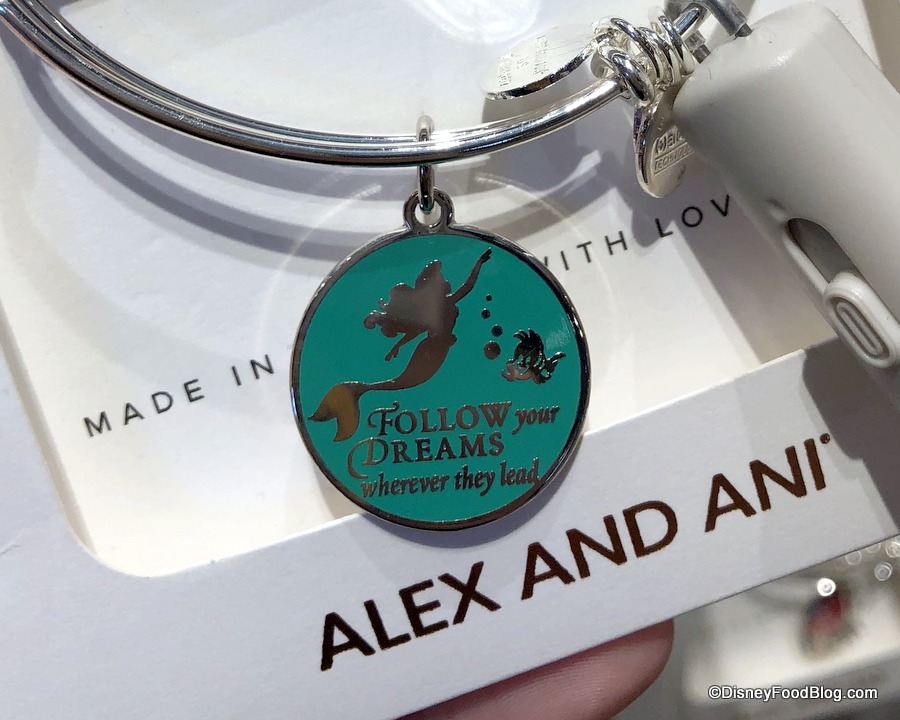 MADE IN
WITH LOV
FOLLOW your
DREAMS
wherever they lead
ALEX AND ANI
©DisneyFoodBlog.com